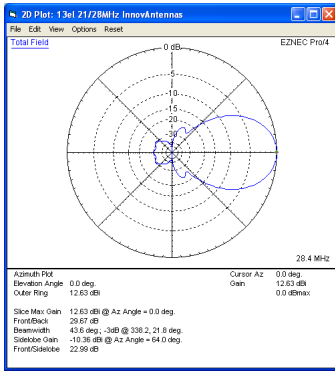 2D Plot: 13el 21/28MHz InnovAntennas
File Edit View Options Reset
Total Field
0 dB
EZNEC Pro/4
-5
-10
-15
-20
-30
28.4 MHz
Azimuth Plot
Cursor Az 0.0 deg.
Elevation Angle 0.0 deg.
Gain 12.63 dBi
Outer Ring 12.63 dBi
0.0 dBmax
Slice Max Gain 12.63 dBi @ Az Angle = 0.0 deg.
Front/Back 29.67 dB
Beamwidth 43.6 deg.; -3dB @ 338.2, 21.8 deg.
Sidelobe Gain -10.36 dBi @ Az Angle = 64.0 deg.
Front/Sidelobe 22.99 dB